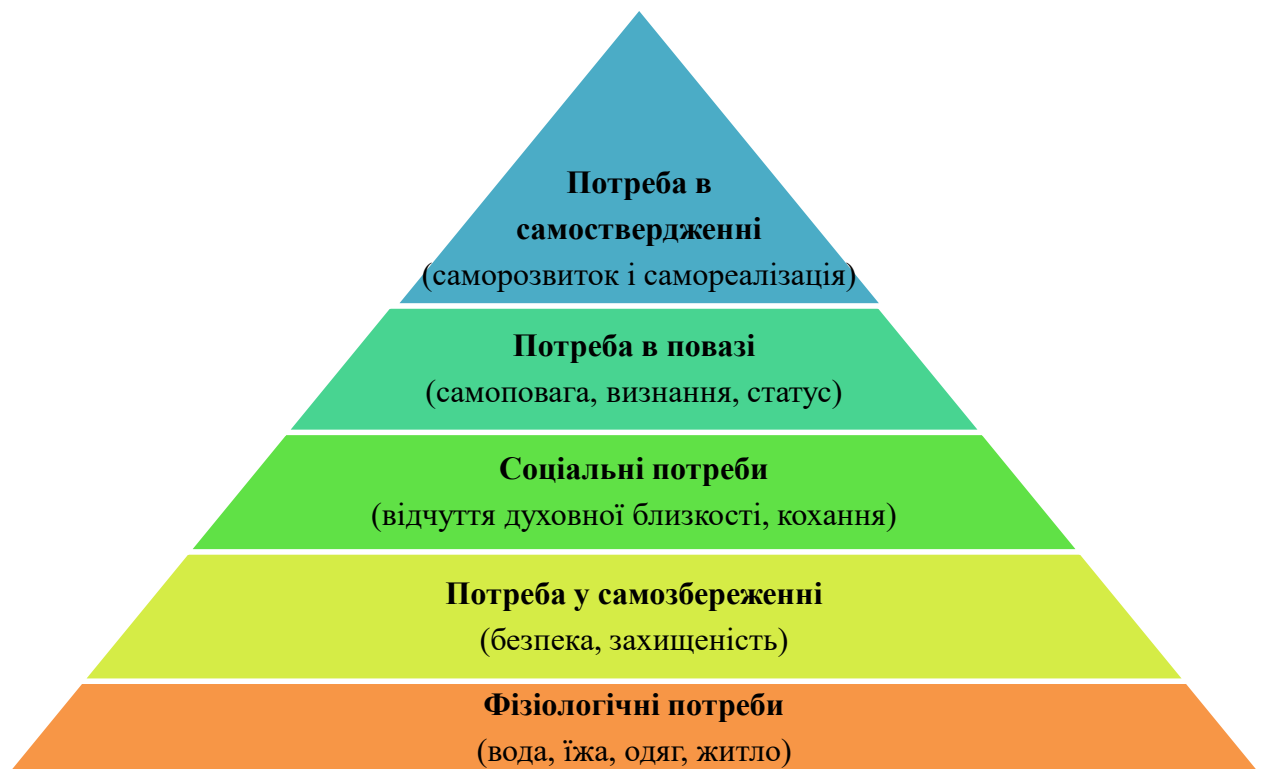 Потреба в
самоствердженні
(саморозвиток і самореалізація)
Потреба в повазі
(самоповага, визнання, статус)
Соціальні потреби
(відчуття духовної близкості, кохання)
Потреба у самозбереженні
(безпека, захищеність)
Фізіологічні потреби
(вода, їжа, одяг, житло)